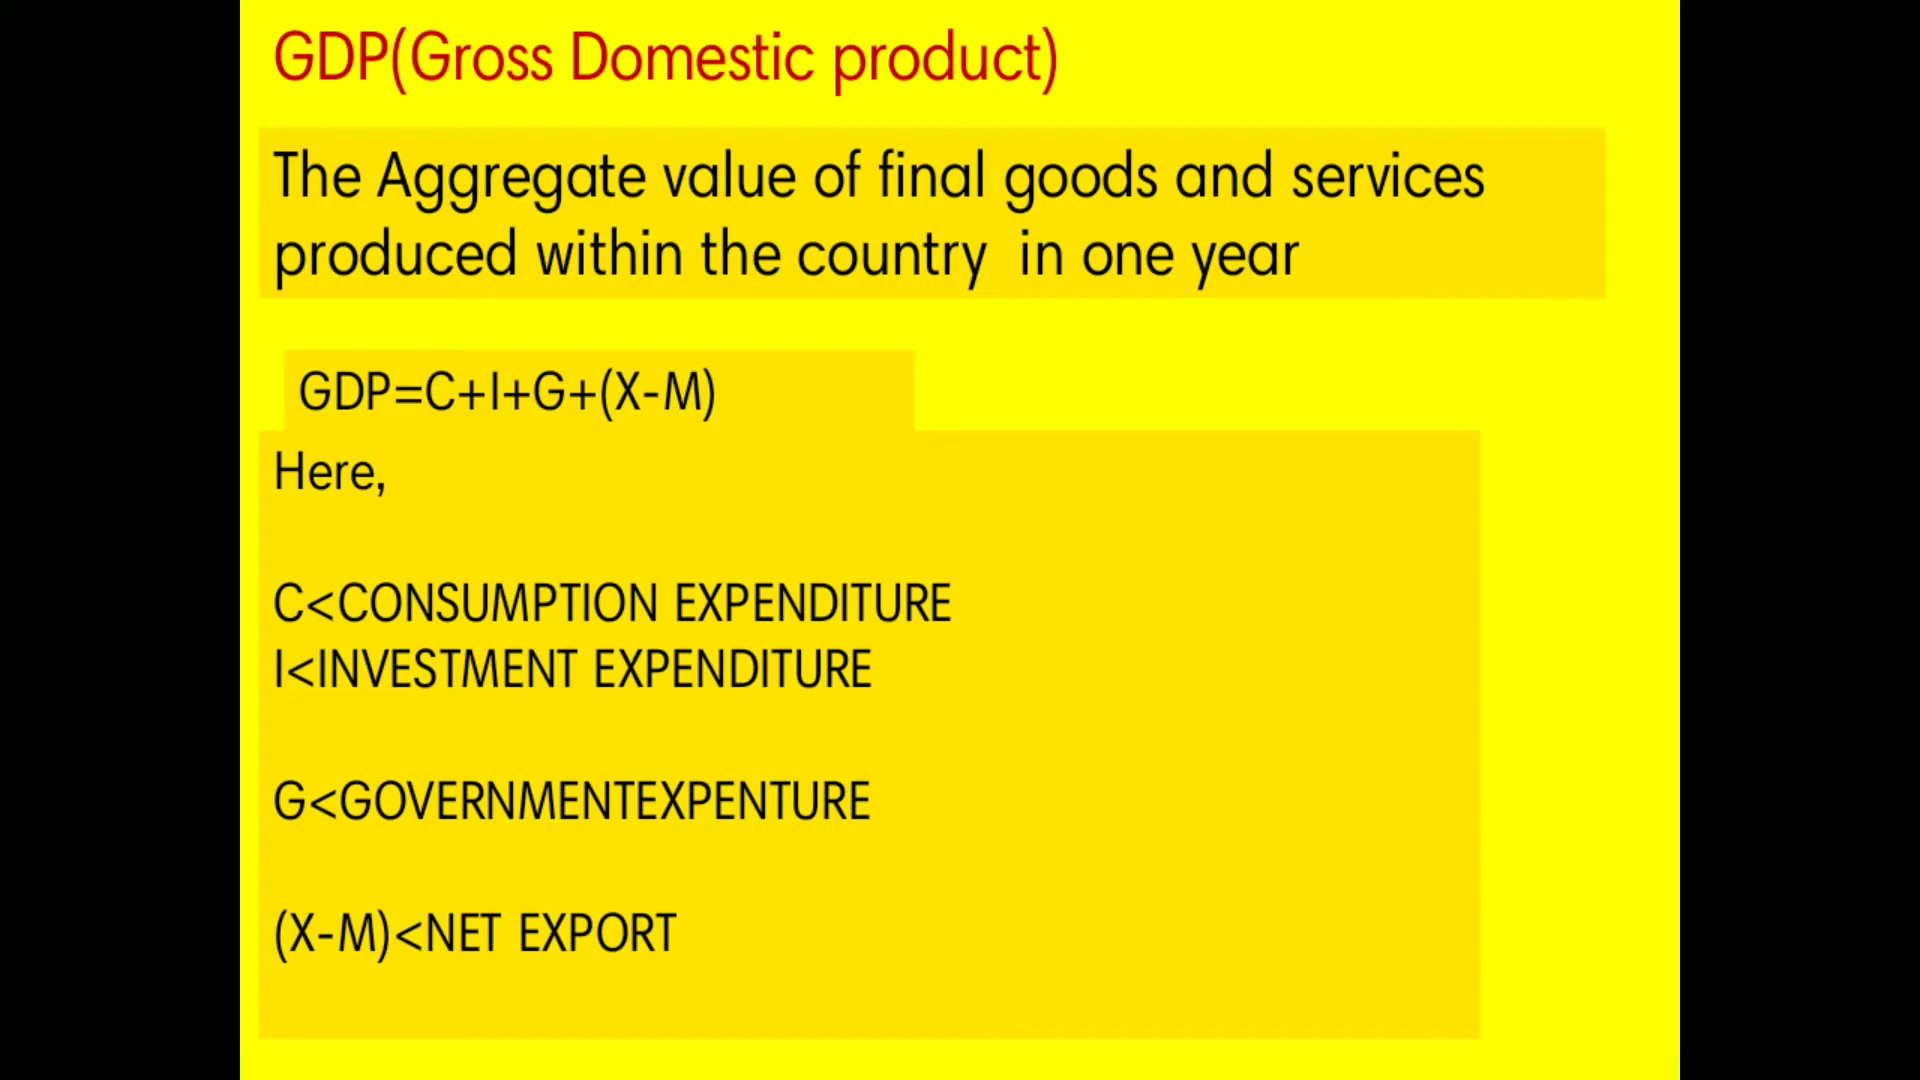 GDP(Gross Domestic product)
The Aggregate value of final goods and services
produced within the country  in one year
GDP=C+I+G+(X-M)
Here,
C<CONSUMPTION EXPENDITURE
I<INVESTMENT EXPENDITURE
G<GOVERNMENTEXPENTURE
(X-M)<NET EXPORT